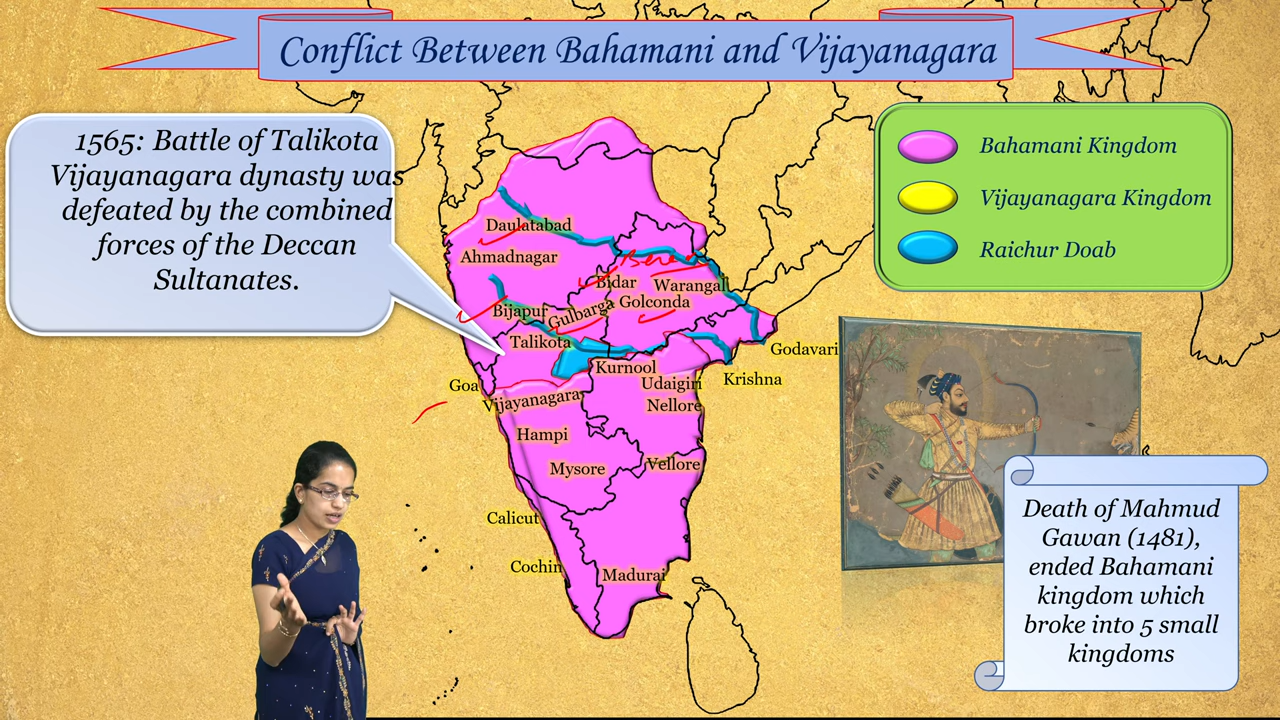 Conflict Between Bahamani and Vijayanagara
1565: Battle of Talikota
Vijayanagara dynasty was
defeated by the combined
forces of the Deccan
Sultanates.
Bahamani Kingdom
Vijayanagara Kingdom
Raichur Doab
Daulatabad
Ahmadnagar
Berar
Bidar
Warangal
Bijapur
Gulbarga
Golconda
Talikota
Godavari
Kurnool
Krishna
Goa
Udaigiri
Vijayanagara
Nellore
Hampi
Mysore
Vellore
Calicut
Cochin
Madurai
Death of Mahmud
Gawan (1481),
ended Bahamani
kingdom which
broke into 5 small
kingdoms